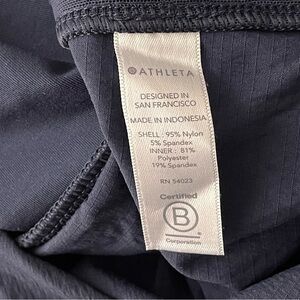 ATHLETA
DESIGNED IN
SAN FRANCISCO
MADE IN INDONESIA
SHELL : 95% Nylon
5% Spandex
INNER : 81%
Polyester
19% Spandex
RN 54023
Certified
B
Corporation